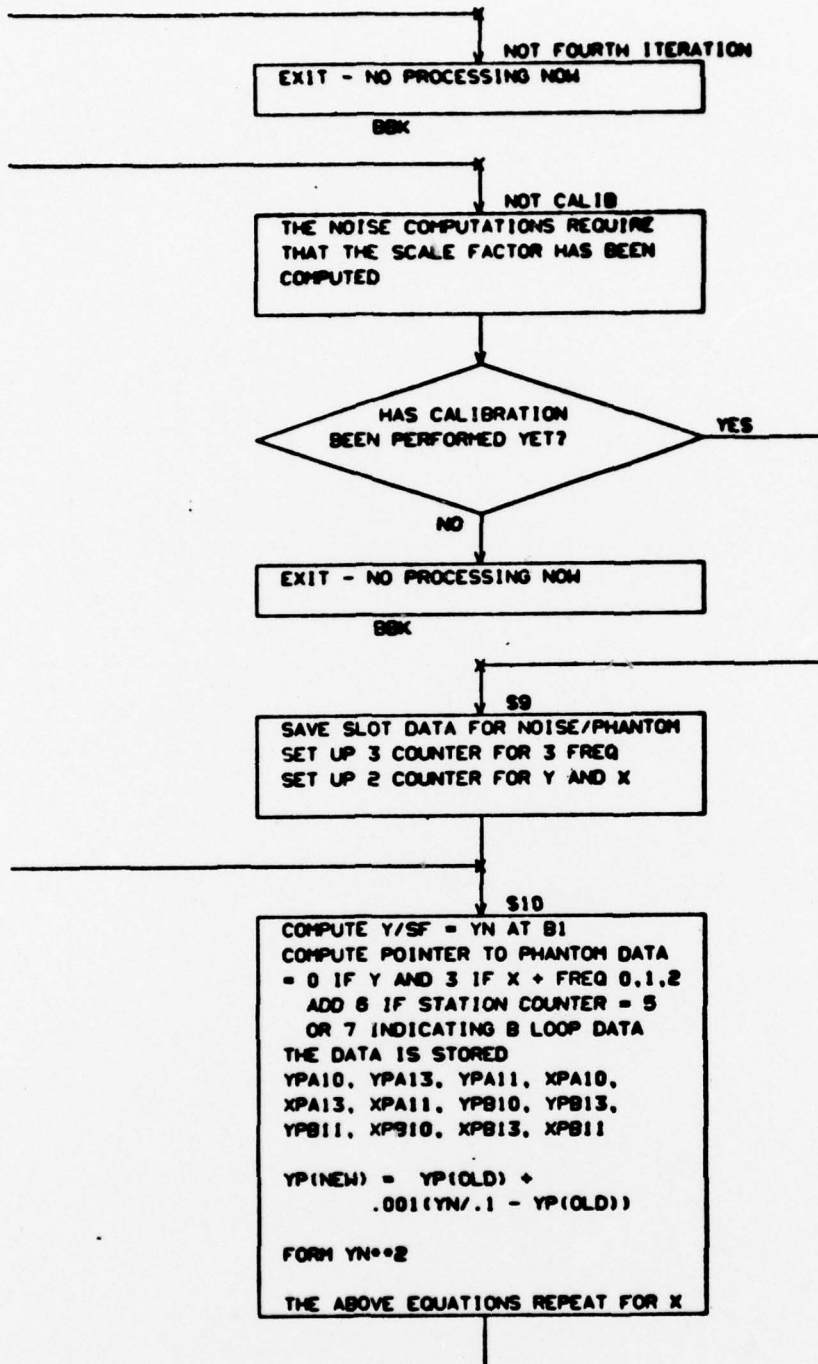 NOT FOURTH ITERATION
EXIT - NO PROCESSING NOW
BBK
NOT CALIB
THE NOISE COMPUTATIONS REQUIRE
THAT THE SCALE FACTOR HAS BEEN
COMPUTED
HAS CALIBRATION
BEEN PERFORMED YET?
YES
NO
EXIT - NO PROCESSING NOW
BBK
S9
SAVE SLOT DATA FOR NOISE/PHANTOM
SET UP 3 COUNTER FOR 3 FREQ
SET UP 2 COUNTER FOR Y AND X
S10
COMPUTE Y/SF = YN AT B1
COMPUTE POINTER TO PHANTOM DATA
= 0 IF Y AND 3 IF X + FREQ 0,1,2
ADD 6 IF STATION COUNTER = 5
OR 7 INDICATING B LOOP DATA
THE DATA IS STORED
YPA10, YPA13, YPA11, XPA10,
XPA13, XPA11, YPB10, YPB13,
YPB11, XPB10, XPB13, XPB11
YP(NEW) = YP(OLD) +
.001(YN/.1 - YP(OLD))
FORM YN**2
THE ABOVE EQUATIONS REPEAT FOR X